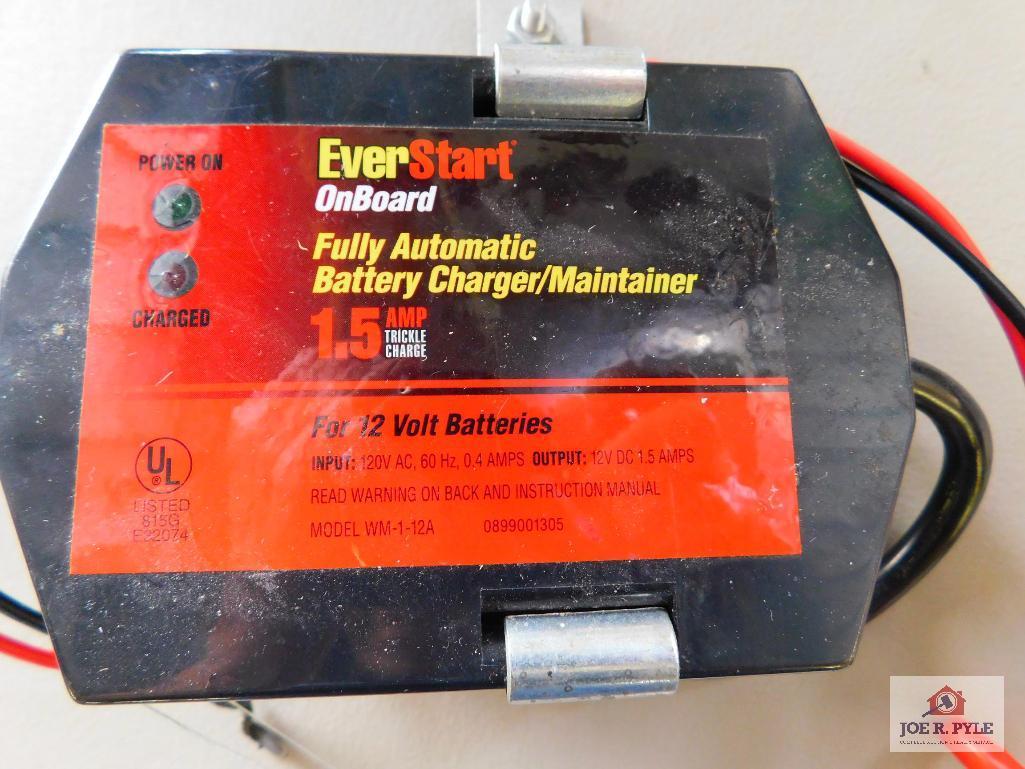 POWER ON
CHARGED
EverStart®
OnBoard
Fully Automatic
Battery Charger/Maintainer
1.5 AMP
TRICKLE
CHARGE
For 12 Volt Batteries
INPUT: 120V AC, 60 Hz, 0.4 AMPS OUTPUT: 12V DC 1.5 AMPS
READ WARNING ON BACK AND INSTRUCTION MANUAL
MODEL WM-1-12A 0899001305
UL ®
LISTED
815G
E22074
JOE R. PYLE